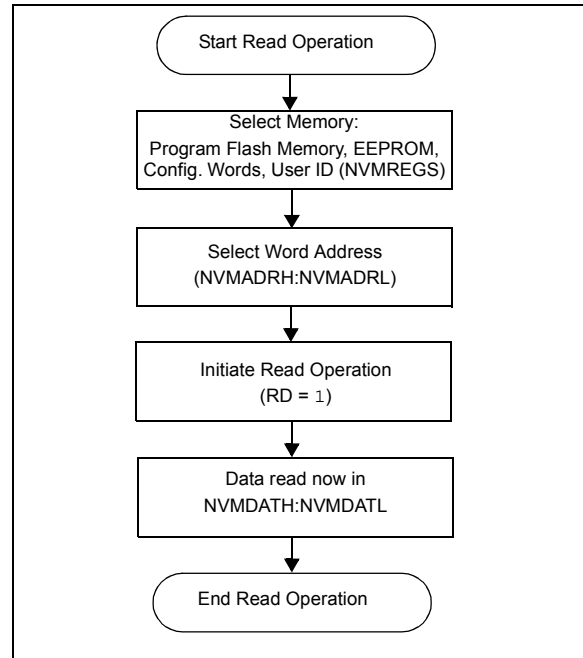 Start Read Operation
Select Memory:
Program Flash Memory, EEPROM,
Config. Words, User ID (NVMREGS)
Select Word Address
(NVMADRH:NVMADRL)
Initiate Read Operation
(RD = 1)
Data read now in
NVMDATH:NVMDATL
End Read Operation